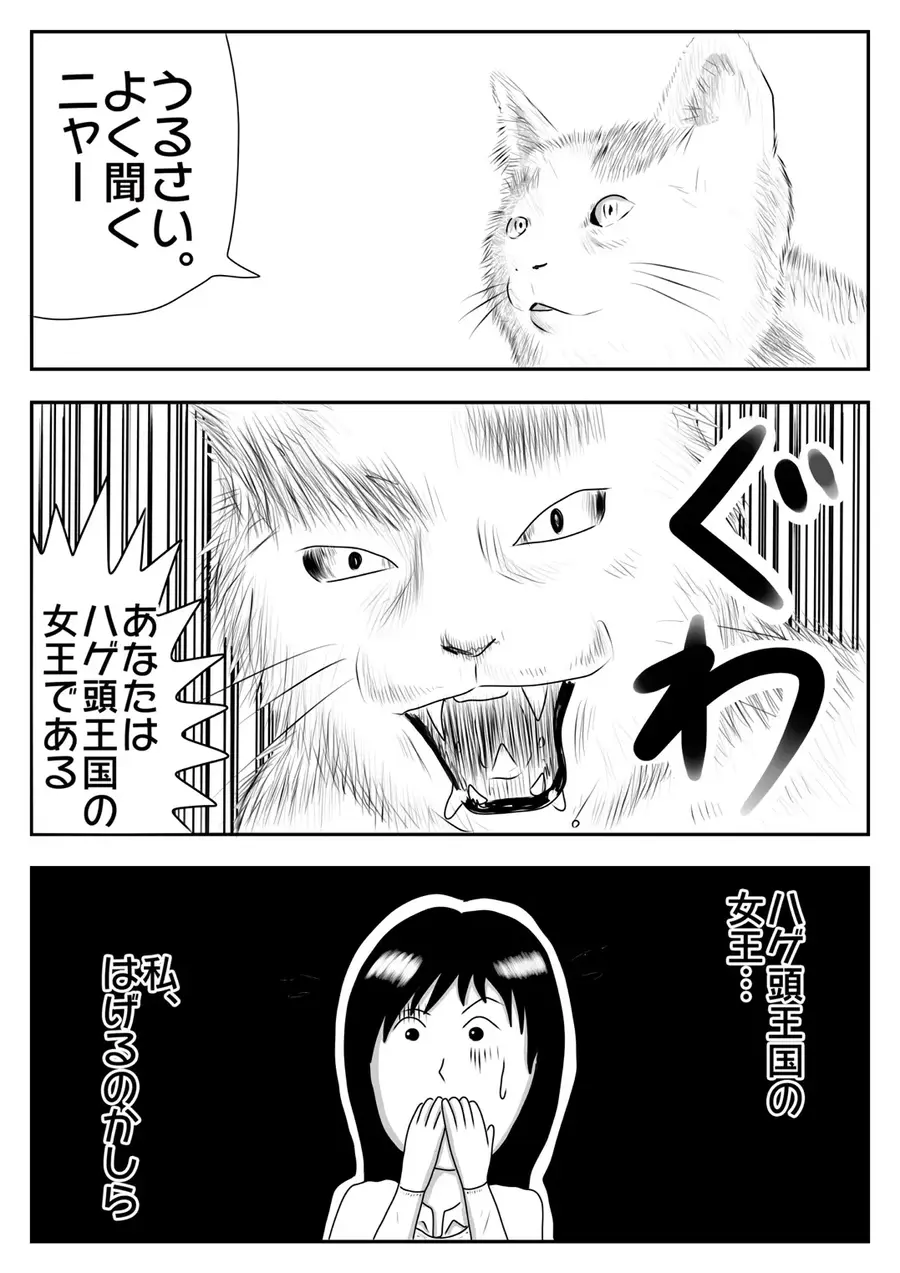 うるさい。
よく聞く
ニャー
ぐわ
あなたは
ハゲ頭王国の
女王である
ハゲ頭王国の
女王…
私、
はげるのかしら